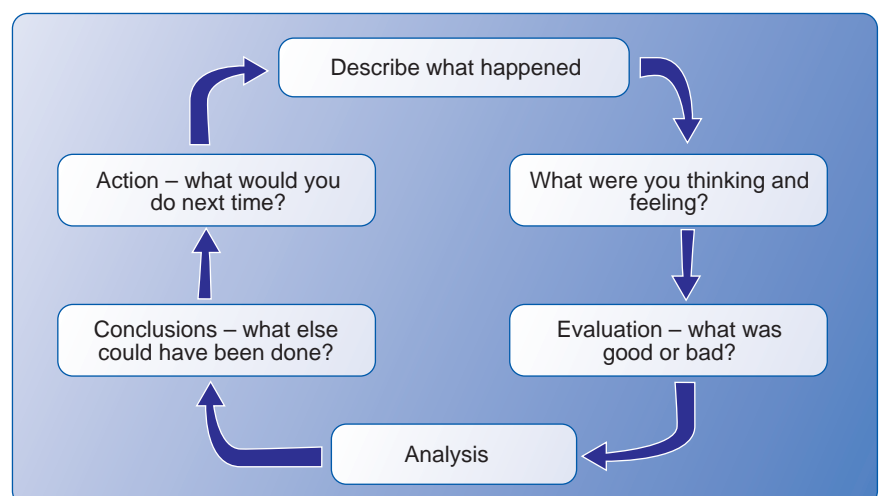 Describe what happened
What were you thinking and
feeling?
Evaluation – what was
good or bad?
Analysis
Conclusions – what else
could have been done?
Action – what would you
do next time?